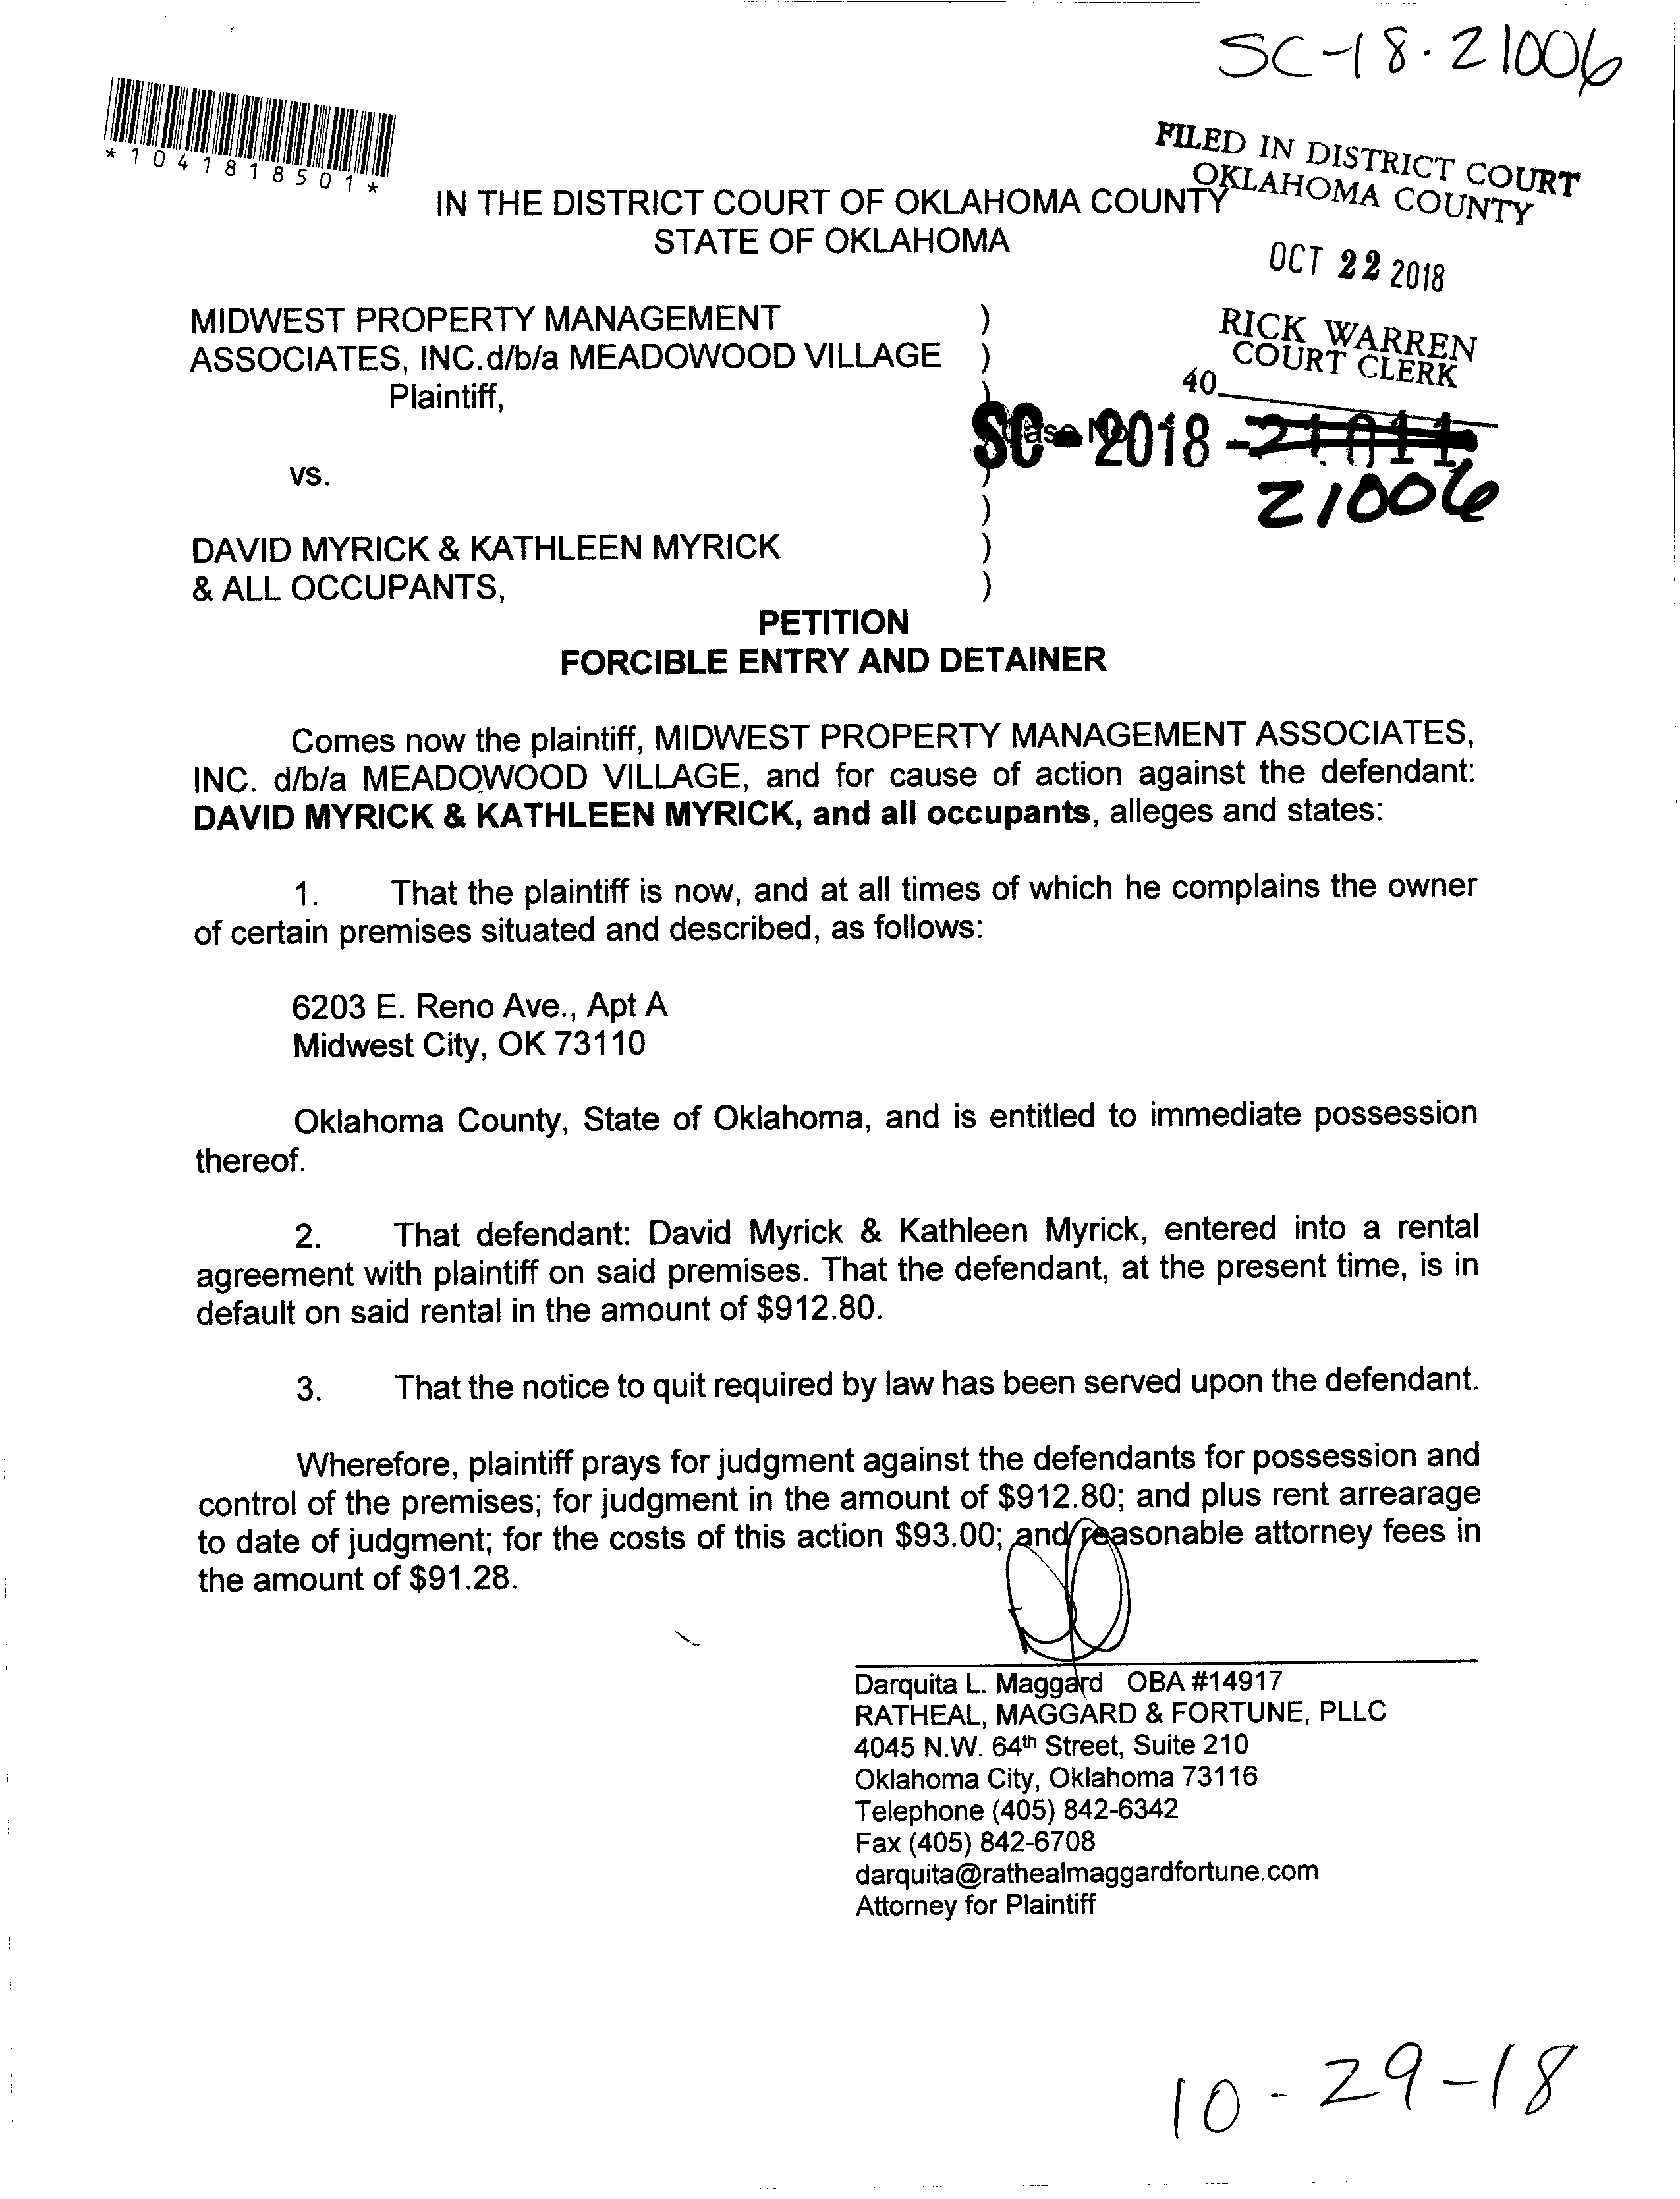 SC-18-21006
*1041818501*
FILED IN DISTRICT COURT
OKLAHOMA COUNTY
IN THE DISTRICT COURT OF OKLAHOMA COUNTY
STATE OF OKLAHOMA
OCT 22 2018
RICK WARREN
COURT CLERK
40
MIDWEST PROPERTY MANAGEMENT )
ASSOCIATES, INC.d/b/a MEADOWOOD VILLAGE )
Plaintiff, )
SC-2018-21011
21006
vs. )
)
DAVID MYRICK & KATHLEEN MYRICK )
& ALL OCCUPANTS, )
PETITION
FORCIBLE ENTRY AND DETAINER
Comes now the plaintiff, MIDWEST PROPERTY MANAGEMENT ASSOCIATES,
INC. d/b/a MEADOWOOD VILLAGE, and for cause of action against the defendant:
DAVID MYRICK & KATHLEEN MYRICK, and all occupants, alleges and states:
1. That the plaintiff is now, and at all times of which he complains the owner
of certain premises situated and described, as follows:
6203 E. Reno Ave., Apt A
Midwest City, OK 73110
Oklahoma County, State of Oklahoma, and is entitled to immediate possession
thereof.
2. That defendant: David Myrick & Kathleen Myrick, entered into a rental
agreement with plaintiff on said premises. That the defendant, at the present time, is in
default on said rental in the amount of $912.80.
3. That the notice to quit required by law has been served upon the defendant.
Wherefore, plaintiff prays for judgment against the defendants for possession and
control of the premises; for judgment in the amount of $912.80; and plus rent arrearage
to date of judgment; for the costs of this action $93.00; and reasonable attorney fees in
the amount of $91.28.
Darquita L. Maggard OBA #14917
RATHEAL, MAGGARD & FORTUNE, PLLC
4045 N.W. 64th Street, Suite 210
Oklahoma City, Oklahoma 73116
Telephone (405) 842-6342
Fax (405) 842-6708
darquita@rathealmaggardfortune.com
Attorney for Plaintiff
10-29-18